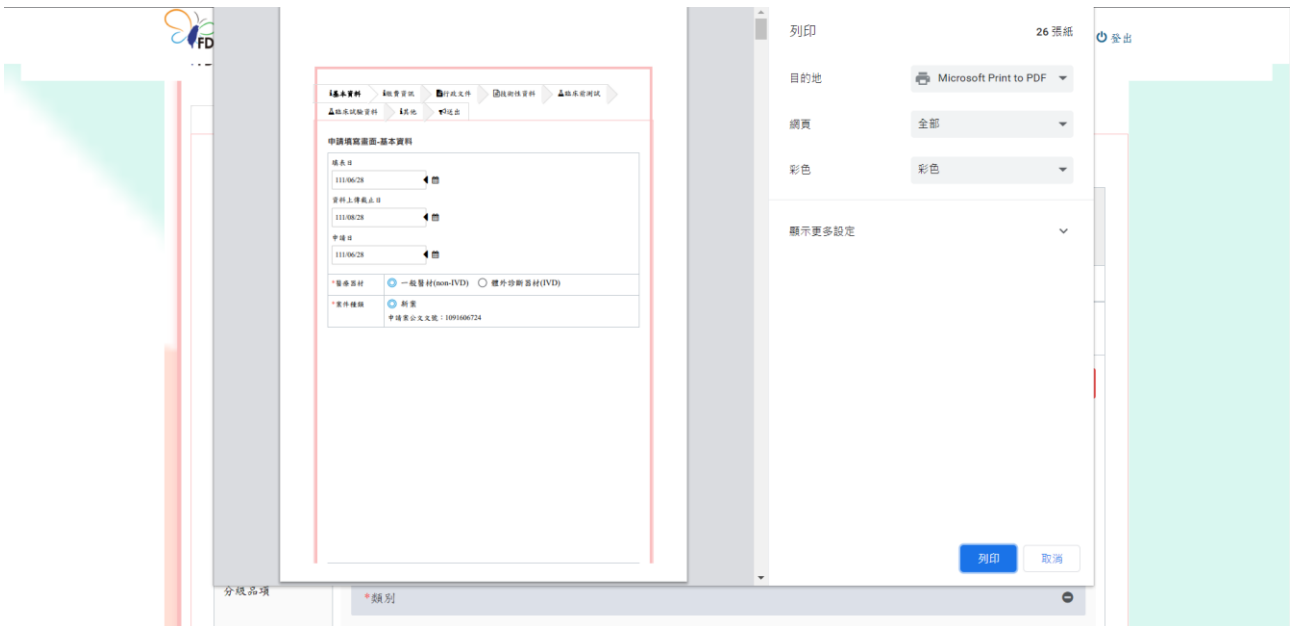 FD
登出
列印
26 張紙
目的地
Microsoft Print to PDF
網頁
全部
彩色
彩色
顯示更多設定
列印
取消
基本資料
繳費資訊
行政文件
技術性資料
臨床前測試
臨床試驗資料
其他
送出
申請填寫畫面-基本資料
填表日
111/06/28
資料上傳截止日
111/08/28
申請日
111/06/28
*醫療器材
一般醫材(non-IVD)
體外診斷器材(IVD)
*案件種類
新案
申請案公文文號：1091606724
分級品項
*類別